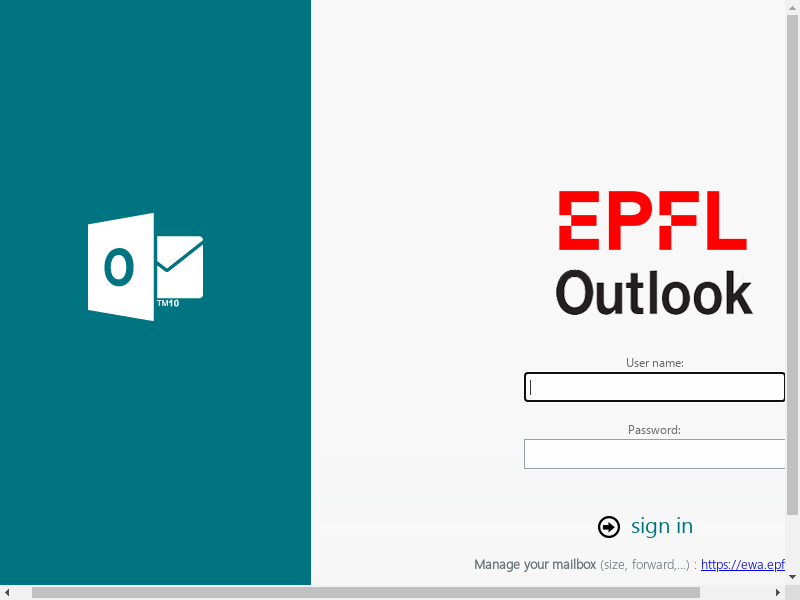 EPFL
Outlook
O
TM10
User name:
Password:
sign in
Manage your mailbox (size, forward,...) : https://ewa.epf